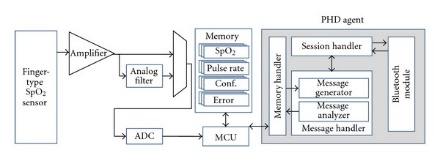 PHD agent
Finger-
type
SpO2
sensor
Amplifier
Analog
filter
ADC
Memory
SpO2
Pulse rate
Conf.
Error
MCU
Memory handler
Session handler
Message
generator
Message
analyzer
Message handler
Bluetooth
module